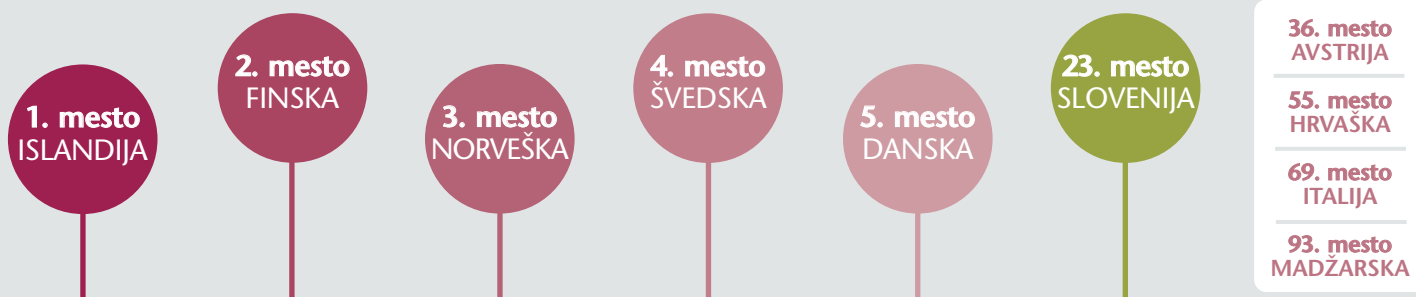 1. mesto
ISLANDIJA
2. mesto
FINSKA
3. mesto
NORVEŠKA
4. mesto
ŠVEDSKA
5. mesto
DANSKA
23. mesto
SLOVENIJA
36. mesto
AVSTRIJA
55. mesto
HRVAŠKA
69. mesto
ITALIJA
93. mesto
MADŽARSKA